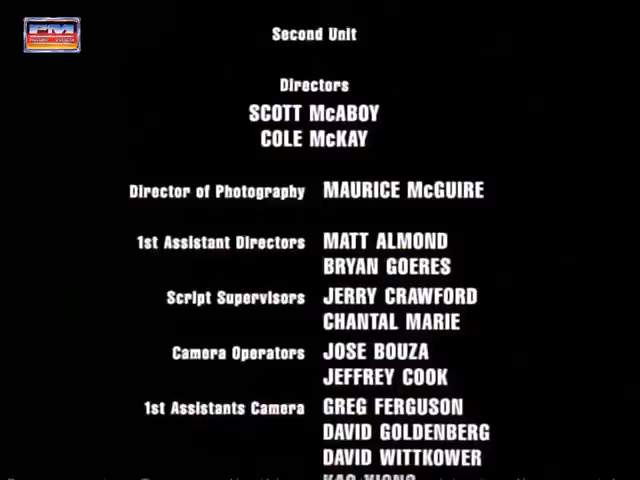 PM
Second Unit
Directors
SCOTT McABOY
COLE McKAY
Director of Photography MAURICE McGUIRE
1st Assistant Directors MATT ALMOND
BRYAN GOERES
Script Supervisors JERRY CRAWFORD
CHANTAL MARIE
Camera Operators JOSE BOUZA
JEFFREY COOK
1st Assistants Camera GREG FERGUSON
DAVID GOLDENBERG
DAVID WITTKOWER